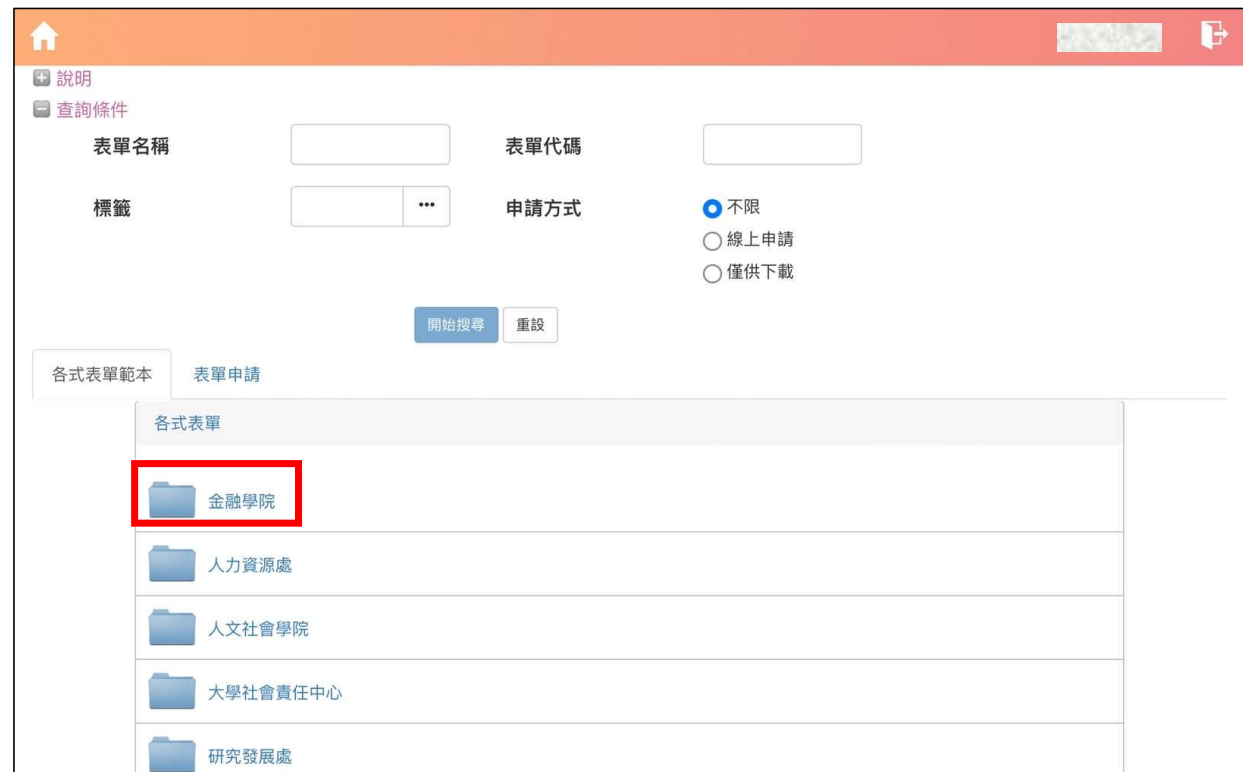 說明
查詢條件
表單名稱 表單代碼
標籤 ••• 申請方式 不限
線上申請
僅供下載
開始搜尋 重設
各式表單範本 表單申請
各式表單
金融學院
人力資源處
人文社會學院
大學社會責任中心
研究發展處